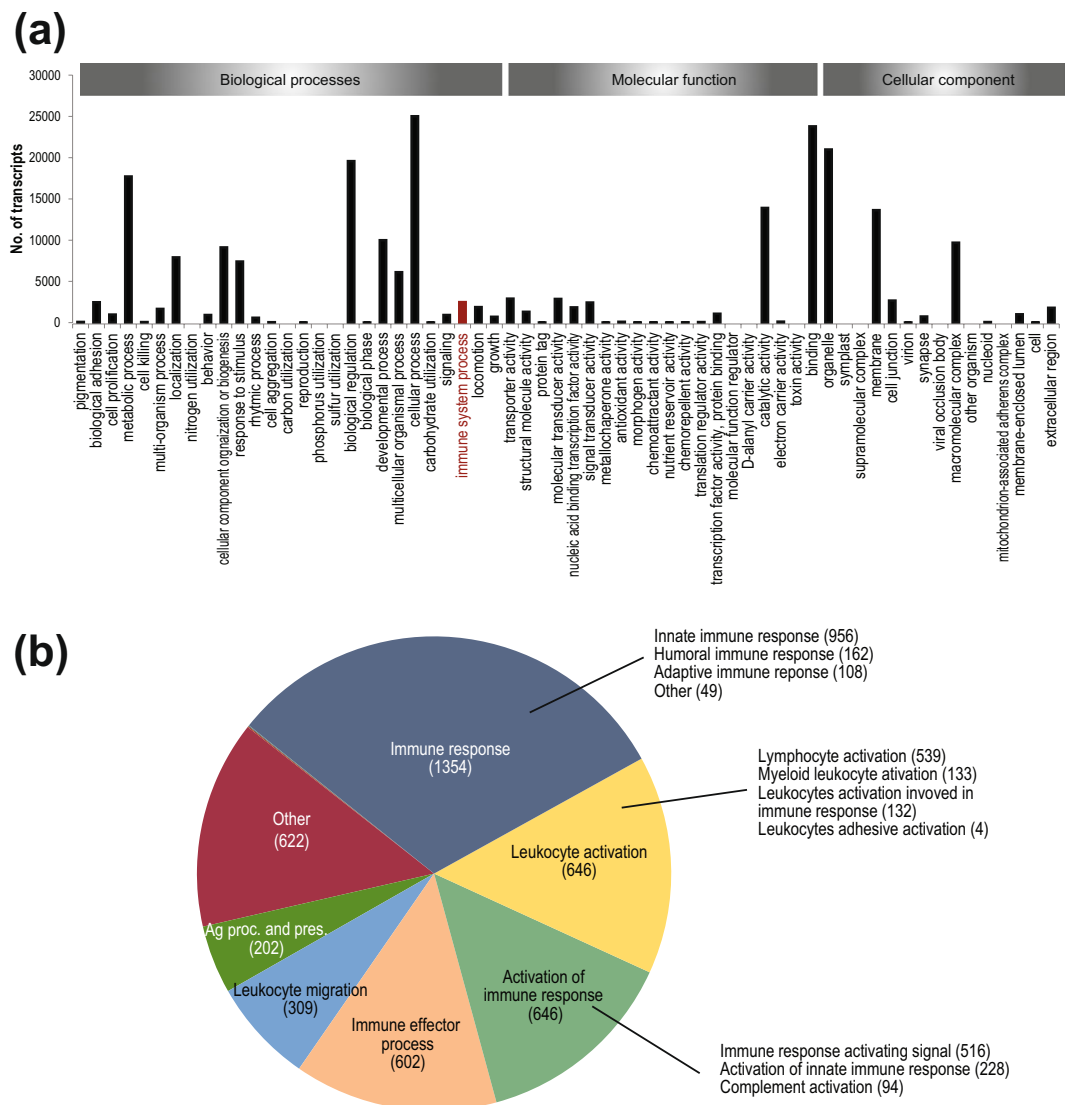 (a)
Biological processes
Molecular function
Cellular component
No. of transcripts
30000
25000
20000
15000
10000
5000
0
pigmentation
biological adhesion
cell prolification
metabolic process
cell killing
multi-organism process
localization
nitrogen utilization
behavior
cellular component orgnaization or biogenesis
response to stimulus
rhytmic process
cell aggregation
carbon utilization
reproduction
phosphorus utilization
sulfur utilization
biological regulation
biological phase
developmental process
multicellular organismal process
cellular process
carbohydrate utilization
signaling
immune system process
locomotion
growth
transporter activity
structural molecule activity
protein tag
molecular transducer activity
nucleic acid binding transcription factor activity
signal transducer activity
metallochaperone activity
antioxidant activity
morphogen activity
chemoattractant activity
nutrient reservoir activity
chemorepellent activity
translation regulator activity
transcription factor activity, protein binding
molecular function regulator
D-alanyl carrier activity
catalytic activity
electron carrier activity
toxin activity
binding
organelle
symplast
supramolecular complex
membrane
cell junction
virion
synapse
viral occlusion body
macromolecular complex
other organism
nucleoid
mitochondrion-associated adherens complex
membrane-enclosed lumen
cell
extracellular region
(b)
Innate immune response (956)
Humoral immune response (162)
Adaptive immune reponse (108)
Other (49)
Immune response
(1354)
Lymphocyte activation (539)
Myeloid leukocyte ativation (133)
Leukocytes activation invoved in
immune response (132)
Leukocytes adhesive activation (4)
Other
(622)
Leukocyte activation
(646)
Ag proc. and pres.
(202)
Leukocyte migration
(309)
Activation of
immune response
(646)
Immune effector
process
(602)
Immune response activating signal (516)
Activation of innate immune response (228)
Complement activation (94)